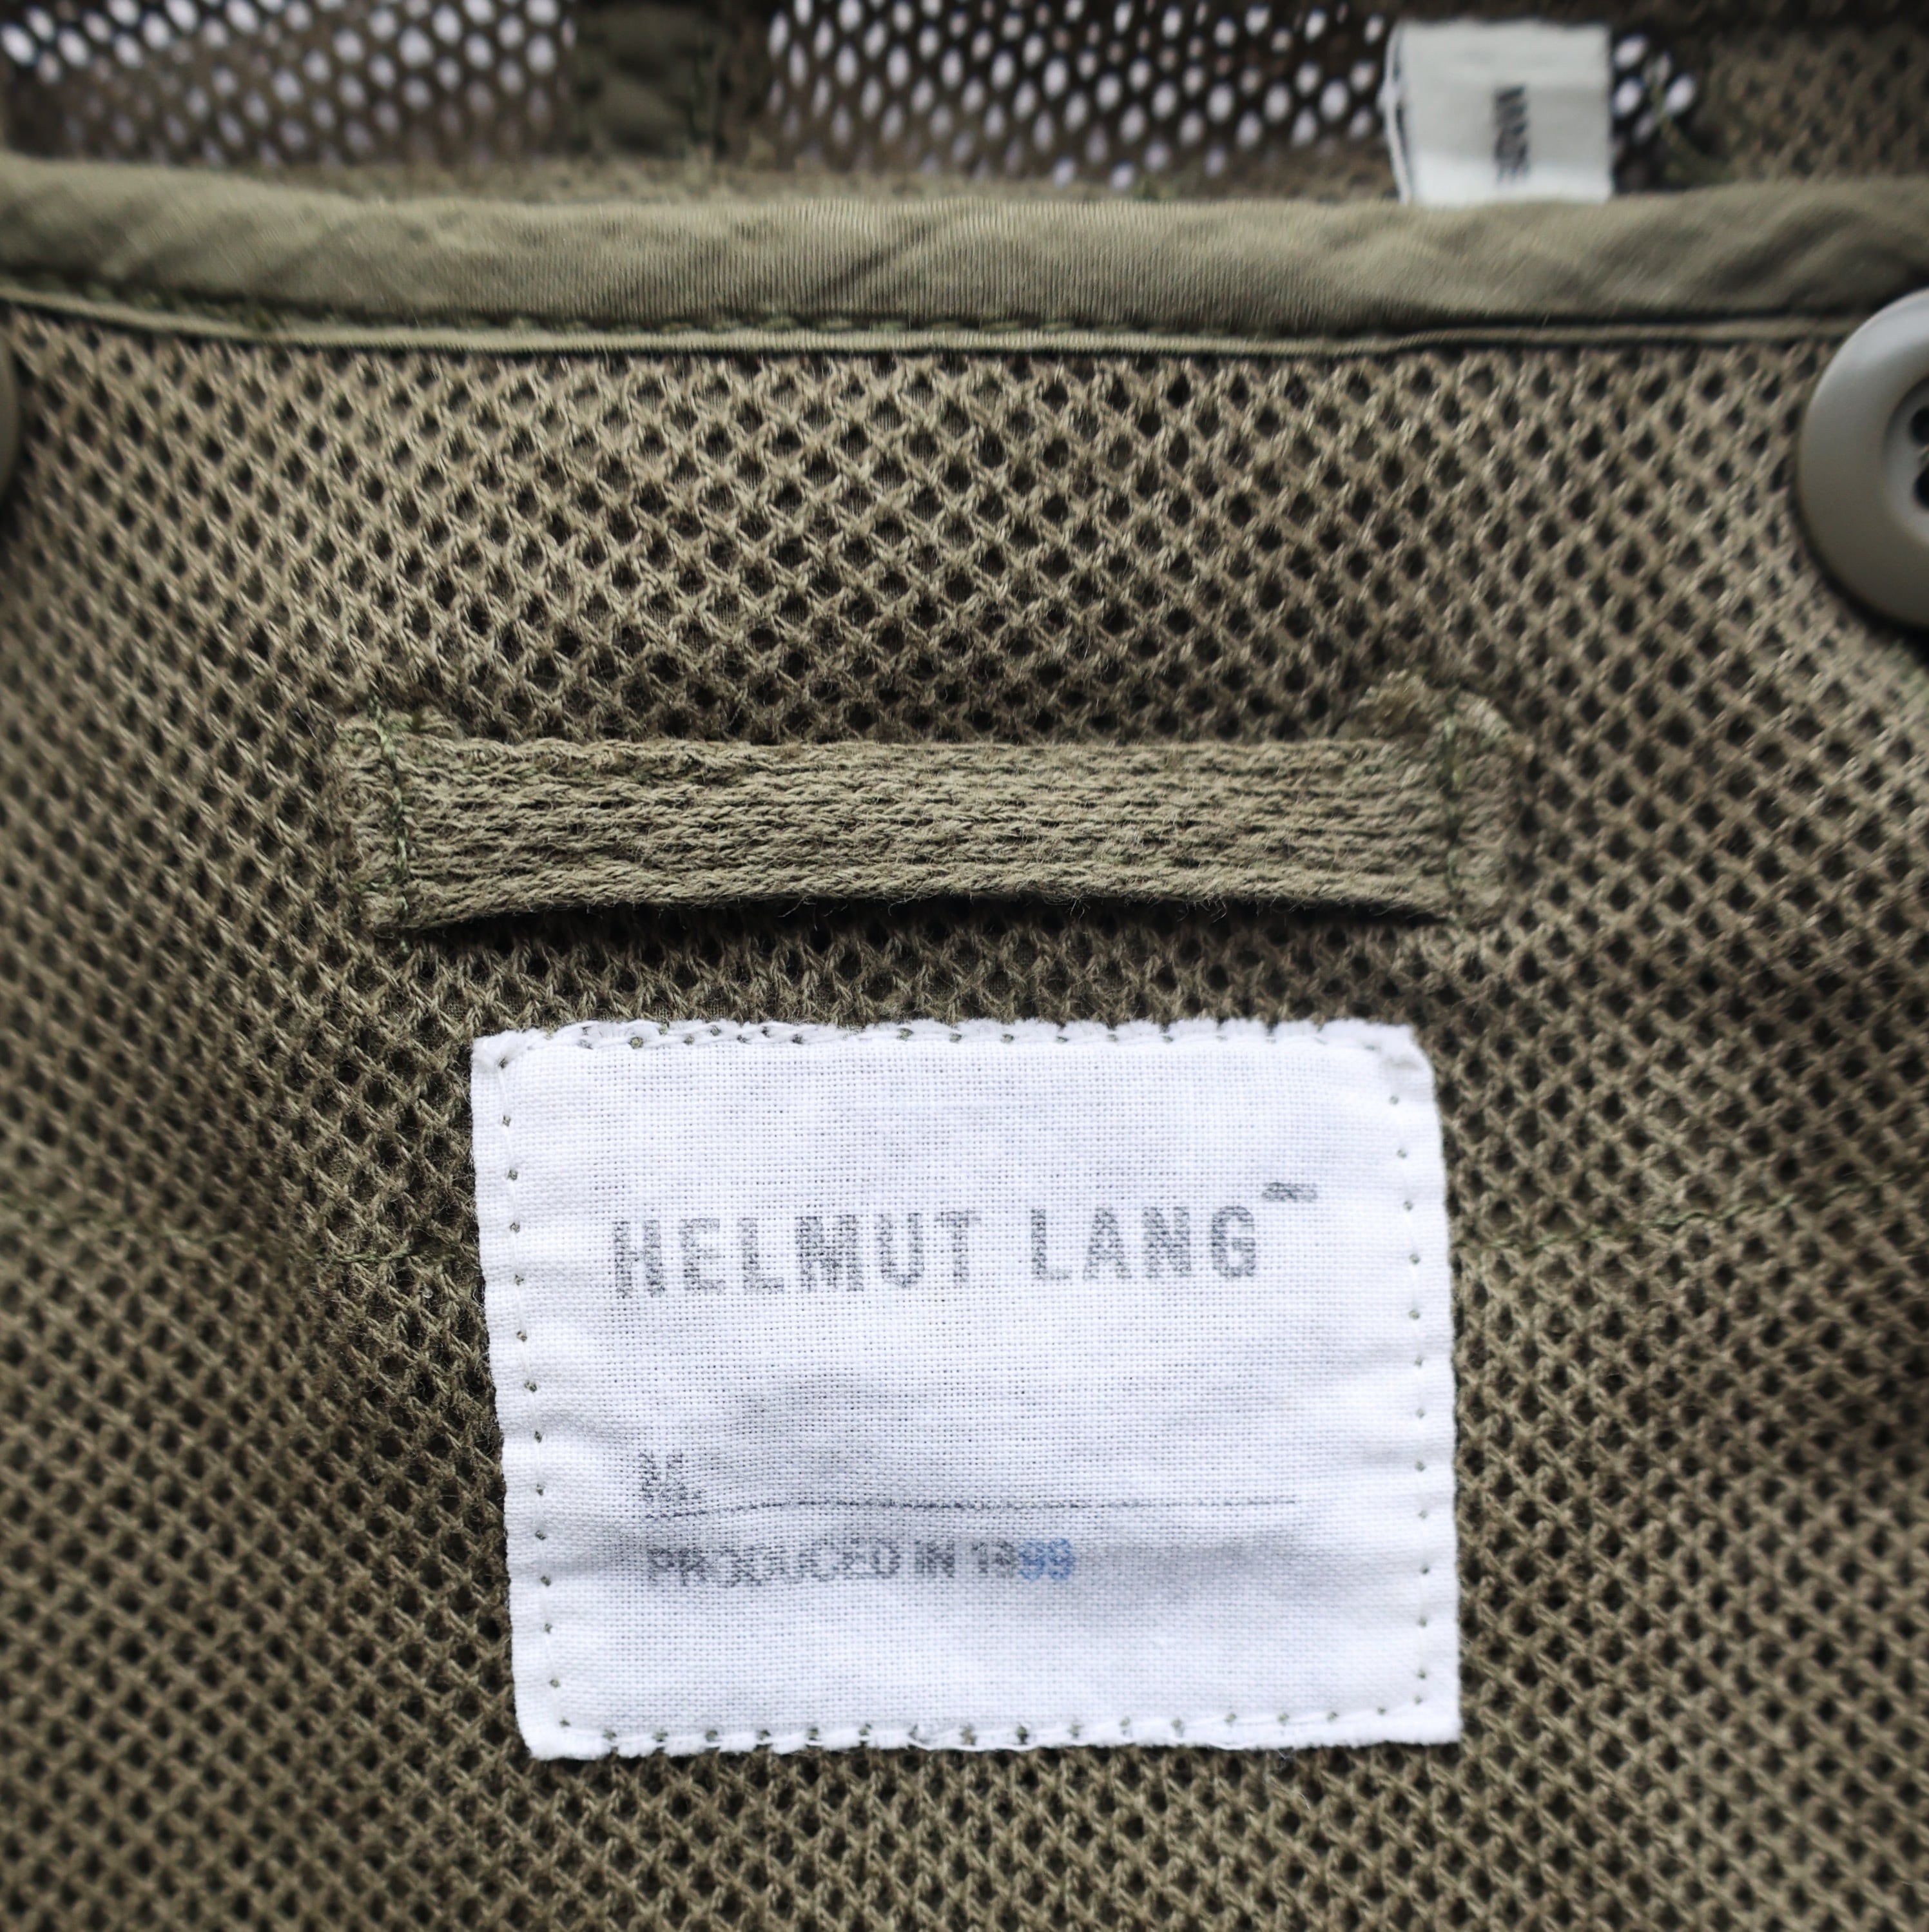 HELMUT LANG
M.
PRODUCED IN 1999